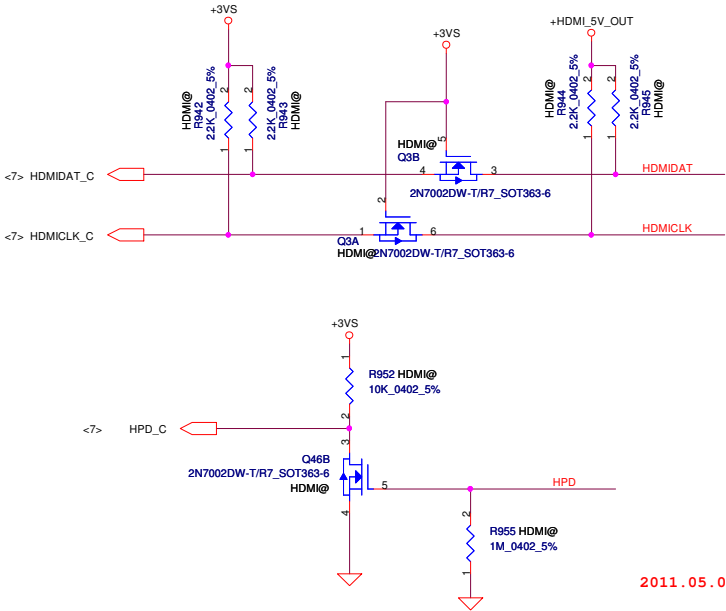 +3VS
+3VS
+HDMI_5V_OUT
HDMI@
R942
2.2K_0402_5%
2
1
2
1
2.2K_0402_5%
R943
HDMI@
HDMI@
R944
2.2K_0402_5%
2
1
2
1
2.2K_0402_5%
R945
HDMI@
HDMI@
Q3B
5
<7> HDMIDAT_C
4
3
HDMIDAT
2N7002DW-T/R7_SOT363-6
2
<7> HDMICLK_C
1
6
HDMICLK
Q3A
HDMI@2N7002DW-T/R7_SOT363-6
+3VS
1
R952 HDMI@
10K_0402_5%
2
<7> HPD_C
3
Q46B
2N7002DW-T/R7_SOT363-6
HDMI@
5
HPD
4
2
R955 HDMI@
1M_0402_5%
1
2011.05.0